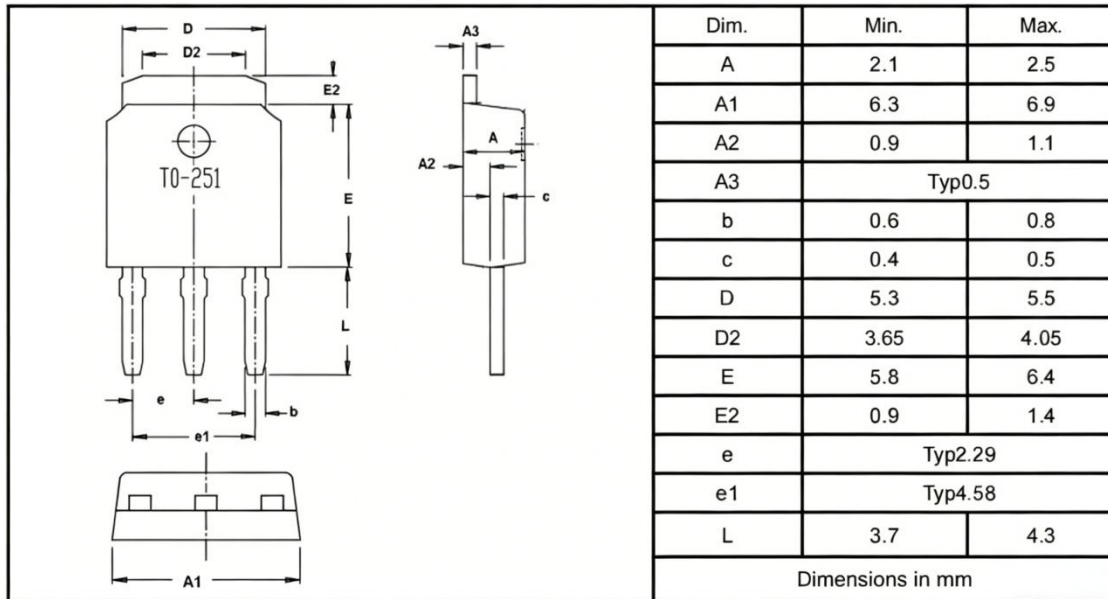 D
D2
E2
TO-251
E
L
e
b
e1
A1
A3
A
A2
c
Dim. Min. Max.
A 2.1 2.5
A1 6.3 6.9
A2 0.9 1.1
A3 Typ0.5
b 0.6 0.8
c 0.4 0.5
D 5.3 5.5
D2 3.65 4.05
E 5.8 6.4
E2 0.9 1.4
e Typ2.29
e1 Typ4.58
L 3.7 4.3
Dimensions in mm